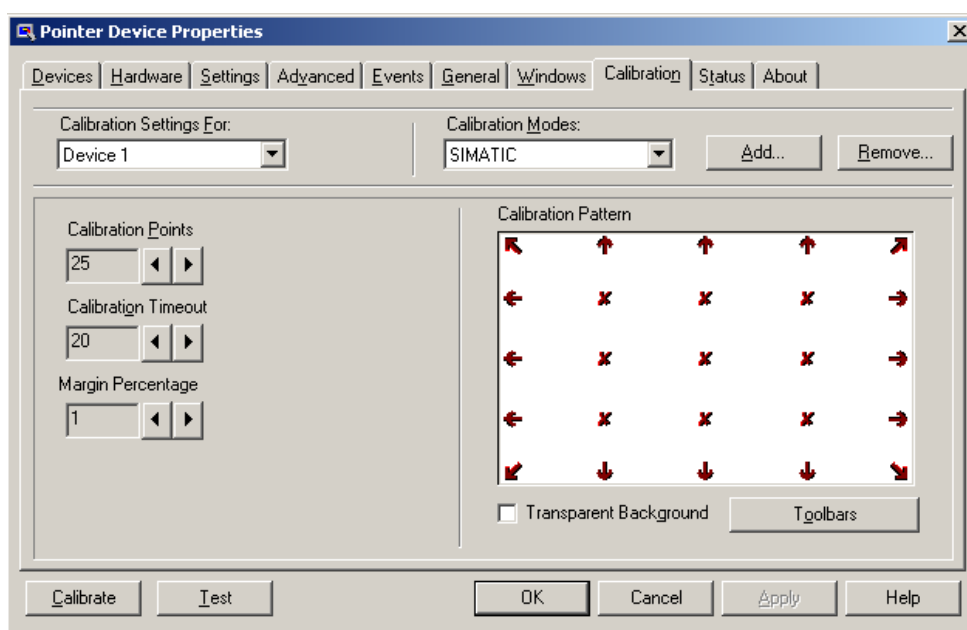 Pointer Device Properties
Devices Hardware Settings Advanced Events General Windows Calibration Status About
Calibration Settings For: Calibration Modes:
Device 1 SIMATIC Add... Remove...
Calibration Pattern
Calibration Points
25
Calibration Timeout
20
Margin Percentage
1
Transparent Background Toolbars
Calibrate Test OK Cancel Apply Help